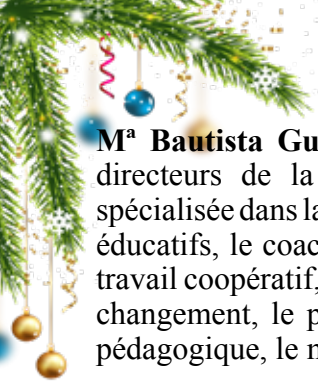 Mª Bautista Gu
directeurs de la
spécialisée dans la
éducatifs, le coac
travail coopératif,
changement, le p
pédagogique, le